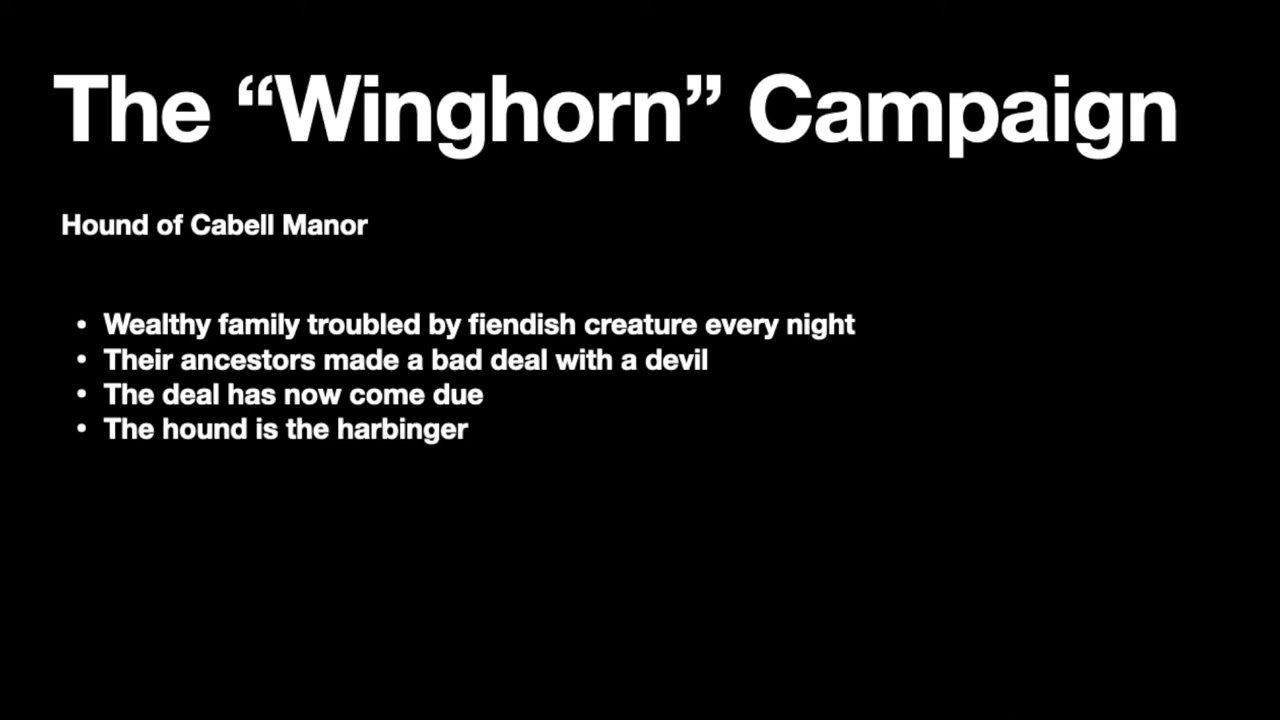 The “Winghorn” Campaign
Hound of Cabell Manor
• Wealthy family troubled by fiendish creature every night
• Their ancestors made a bad deal with a devil
• The deal has now come due
• The hound is the harbinger